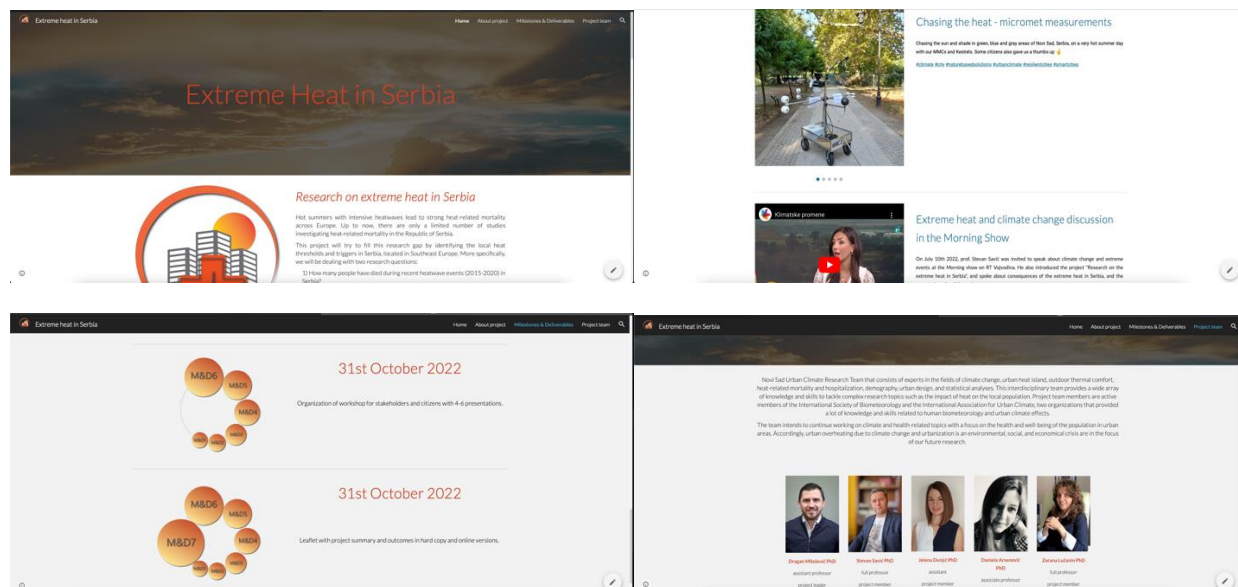 Extreme heat in Serbia
Home About project Milestones & Deliverables Project team
Extreme Heat in Serbia
Research on extreme heat in Serbia
Hot summers with intensive heatwaves lead to strong heat-related mortality
across Europe. Up to now, there are only a limited number of studies
investigating heat-related mortality in the Republic of Serbia.
This project will try to fill this research gap by identifying the local heat
thresholds and triggers in Serbia, located in Southeast Europe. More specifically,
we will be dealing with two research questions:
1) How many people have died during recent heatwave events (2015-2020) in
Serbia?
Chasing the heat - micromet measurements
Chasing the sun and shade in green, blue and gray areas of Novi Sad, Serbia, on a very hot summer day
with our MMCs and Kestrels. Some citizens also gave us a thumbs up ☝
#climate #city #naturebasedsolutions #urbanclimate #resilientcities #smartcities
Klimatske promene
Extreme heat and climate change discussion
in the Morning Show
On July 10th 2022, prof. Stevan Savić was invited to speak about climate change and extreme
events at the Morning show on RT Vojvodina. He also introduced the project "Research on the
extreme heat in Serbia", and spoke about consequences of the extreme heat in Serbia, and the
Extreme heat in Serbia
Home About project Milestones & Deliverables Project team
31st October 2022
M&D6
M&D5
M&D4
Organization of workshop for stakeholders and citizens with 4-6 presentations.
31st October 2022
M&D6
M&D5
M&D7
M&D4
Leaflet with project summary and outcomes in hard copy and online versions.
Extreme heat in Serbia
Home About project Milestones & Deliverables Project team
Novi Sad Urban Climate Research Team that consists of experts in the fields of climate change, urban heat island, outdoor thermal comfort,
heat-related mortality and hospitalization, demography, urban design, and statistical analyses. This interdisciplinary team provides a wide array
of knowledge and skills to tackle complex research topics such as the impact of heat on the local population. Project team members are active
members of the International Society of Biometeorology and the International Association for Urban Climate, two organizations that provided
a lot of knowledge and skills related to human biometeorology and urban climate effects.
The team intends to continue working on climate and health-related topics with a focus on the health and well-being of the population in urban
areas. Accordingly, urban overheating due to climate change and urbanization is an environmental, social, and economical crisis are in the focus
of our future research.
Dragan Milošević PhD
assistant professor
project leader
Stevan Savić PhD
full professor
project member
Jelena Dunjić PhD
assistant
project member
Daniela Arsenović
PhD
associate professor
Zorana Lužanin PhD
full professor
project member